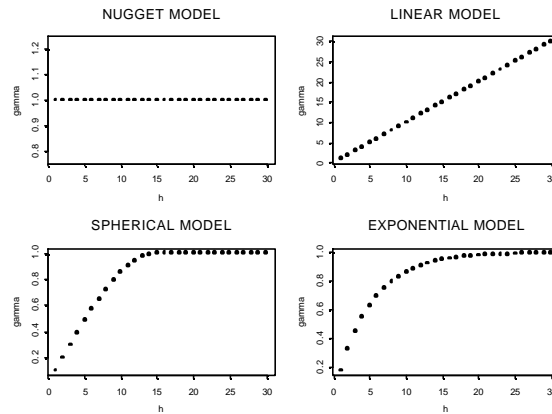 NUGGET MODEL
gamma
0.8 0.9 1.0 1.1 1.2
0 5 10 15 20 25 30
h
LINEAR MODEL
gamma
0 5 10 15 20 25 30
0 5 10 15 20 25 30
h
SPHERICAL MODEL
gamma
0.2 0.4 0.6 0.8 1.0
0 5 10 15 20 25 30
h
EXPONENTIAL MODEL
gamma
0.2 0.4 0.6 0.8 1.0
0 5 10 15 20 25 30
h